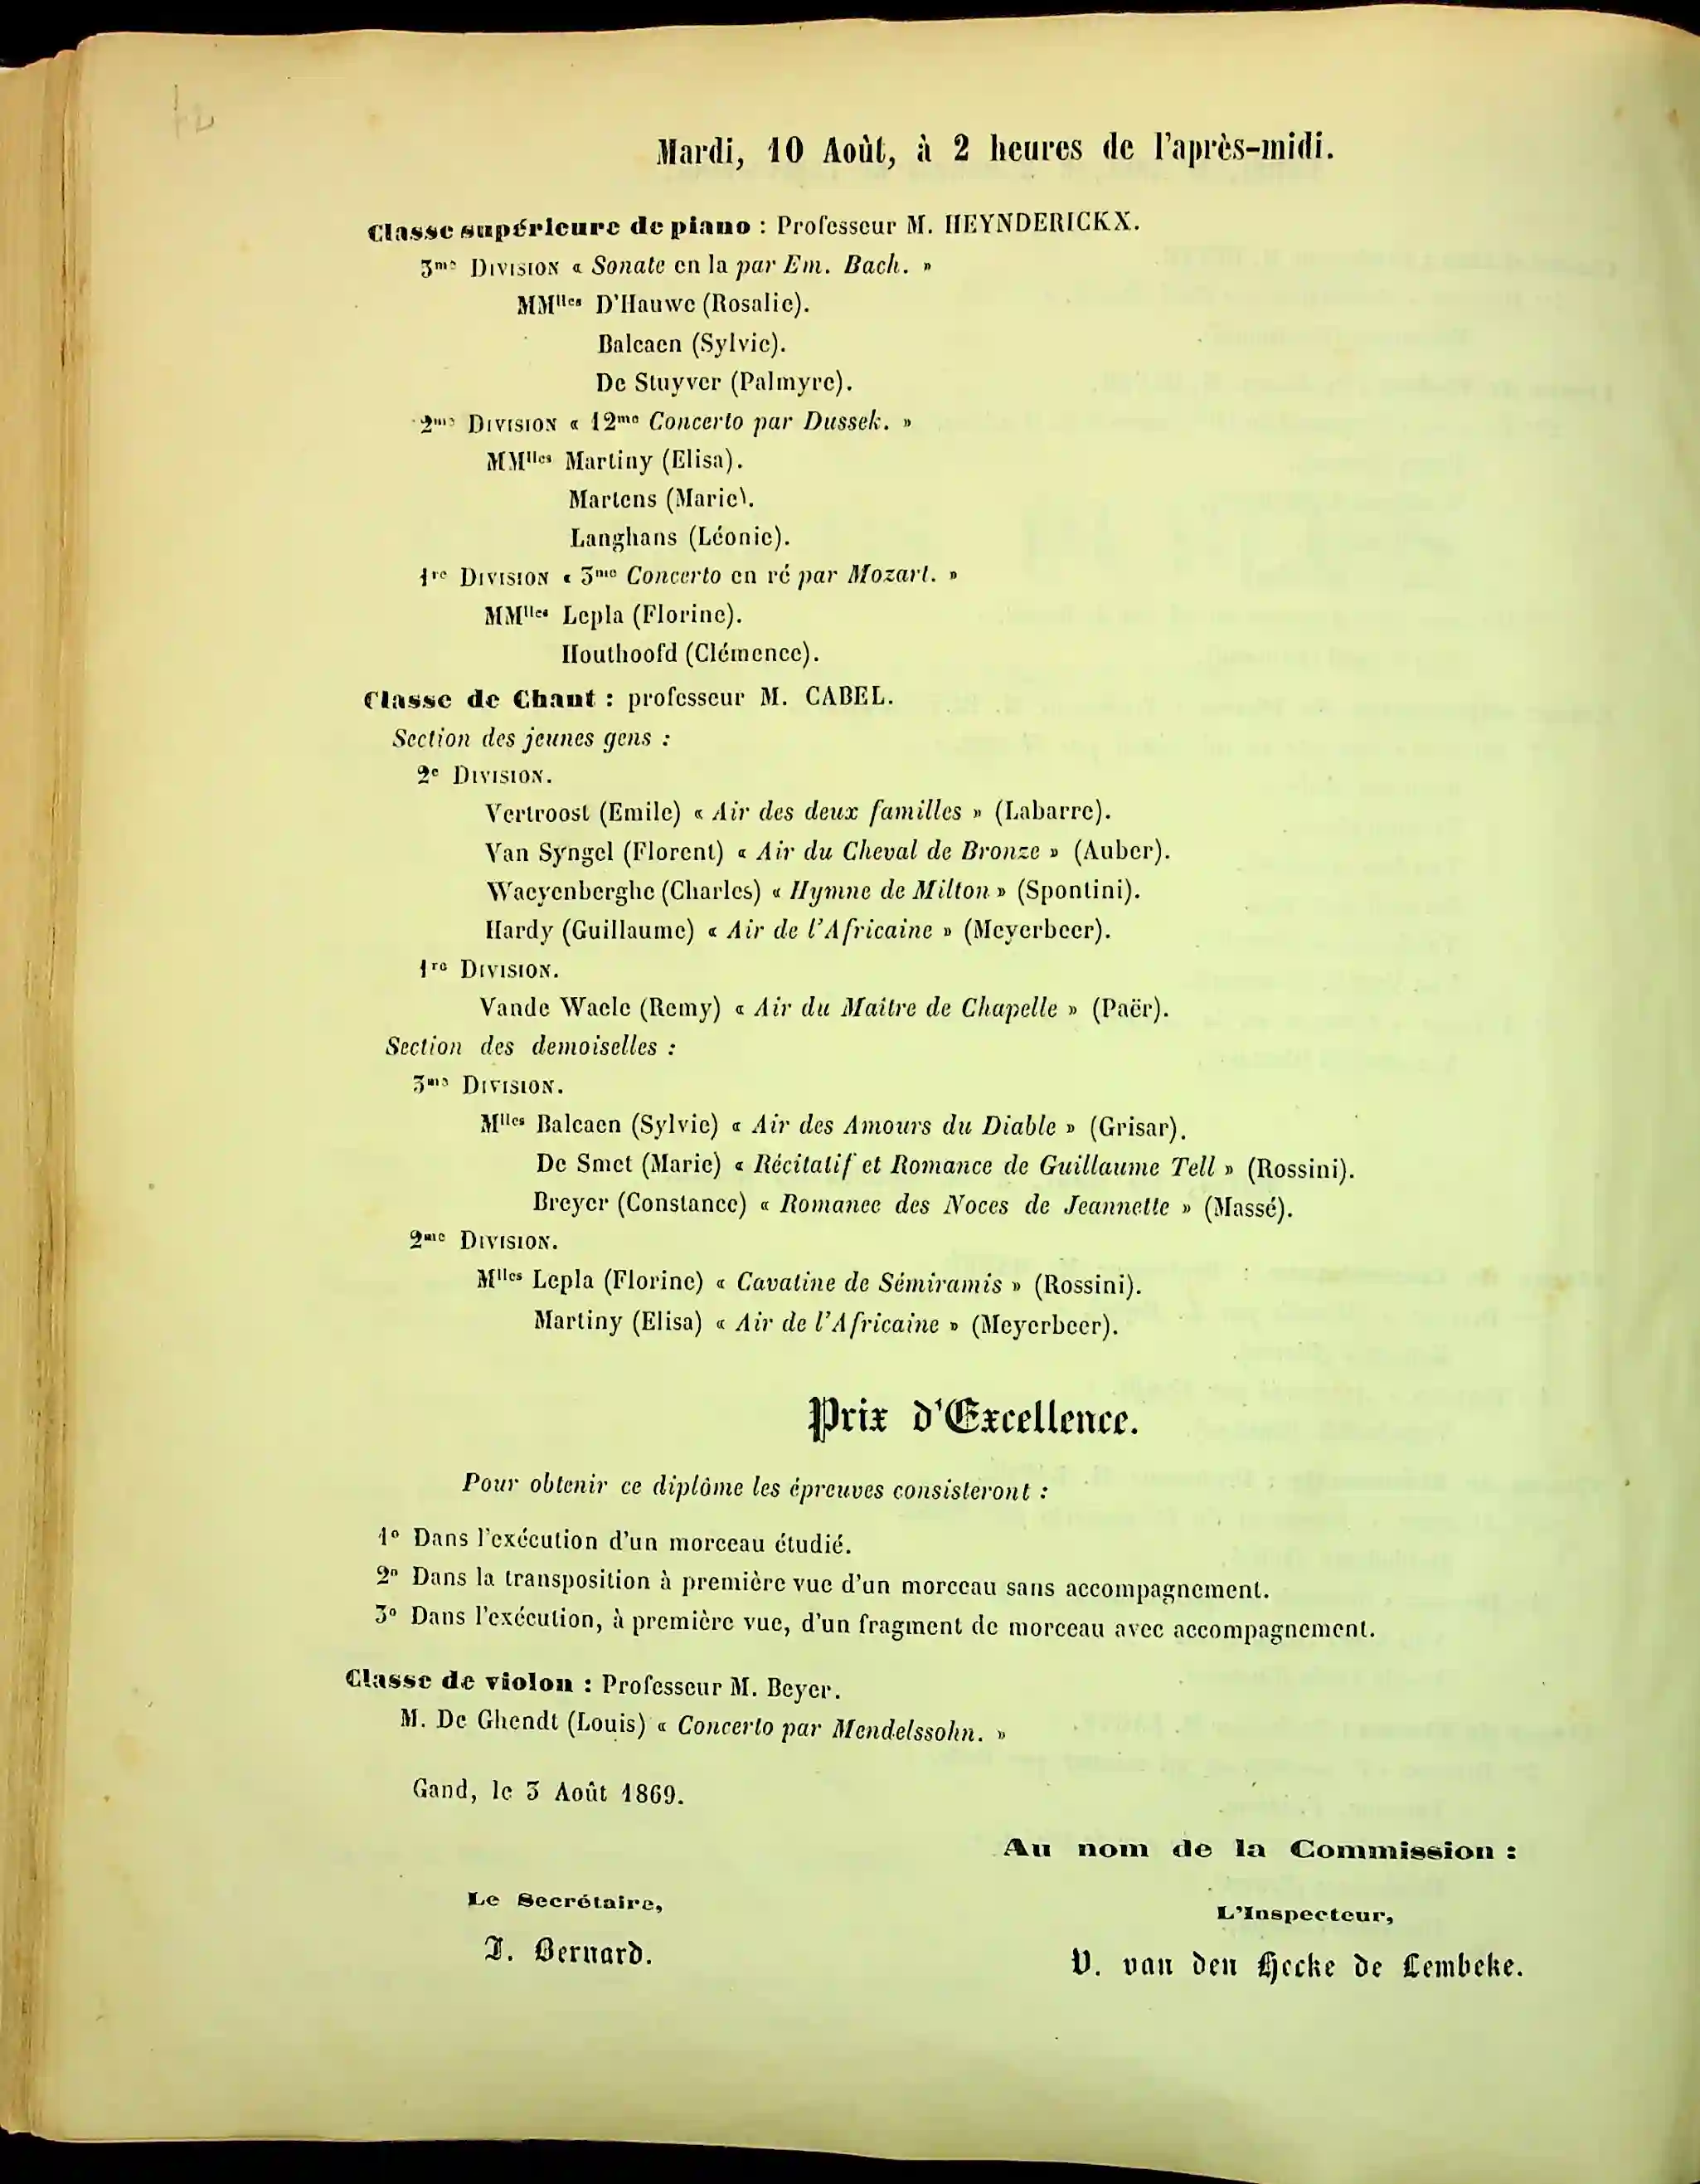 Mardi, 10 Août, à 2 heures de l'après-midi.
Classe supérieure de piano : Professeur M. HEYNDERICKX.
3me Division « Sonate en la par Em. Bach. »
MMlles D'Hauwe (Rosalie).
Balcaen (Sylvie).
De Stuyver (Palmyre).
2me Division « 12me Concerto par Dussek. »
MMlles Martiny (Elisa).
Martens (Marie).
Langhans (Léonie).
1re Division « 3me Concerto en ré par Mozart. »
MMlles Lepla (Florine).
Houthoofd (Clémence).
Classe de Chant : professeur M. CABEL.
Section des jeunes gens :
2e Division.
Vertroost (Emile) « Air des deux familles » (Labarre).
Van Syngel (Florent) « Air du Cheval de Bronze » (Auber).
Waeyenberghe (Charles) « Hymne de Milton » (Spontini).
Hardy (Guillaume) « Air de l'Africaine » (Meyerbeer).
1re Division.
Vande Waele (Remy) « Air du Maître de Chapelle » (Paër).
Section des demoiselles :
3me Division.
Mlles Balcaen (Sylvie) « Air des Amours du Diable » (Grisar).
De Smet (Marie) « Récitatif et Romance de Guillaume Tell » (Rossini).
Breyer (Constance) « Romance des Noces de Jeannette » (Massé).
2me Division.
Mlles Lepla (Florine) « Cavatine de Sémiramis » (Rossini).
Martiny (Elisa) « Air de l'Africaine » (Meyerbeer).
Prix d'Excellence.
Pour obtenir ce diplôme les épreuves consisteront :
1o Dans l'exécution d'un morceau étudié.
2o Dans la transposition à première vue d'un morceau sans accompagnement.
3o Dans l'exécution, à première vue, d'un fragment de morceau avec accompagnement.
Classe de violon : Professeur M. Beyer.
M. De Ghendt (Louis) « Concerto par Mendelssohn. »
Gand, le 3 Août 1869.
Au nom de la Commission :
Le Secrétaire,
L'Inspecteur,
J. Bernard.
V. van den Hecke de Lembeke.